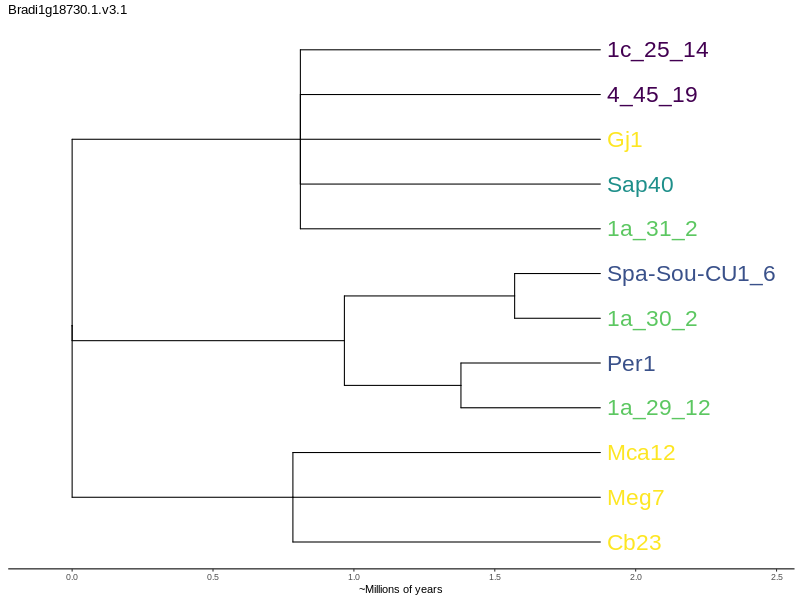 Bradi1g18730.1.v3.1
1c_25_14
4_45_19
Gj1
Sap40
1a_31_2
Spa-Sou-CU1_6
1a_30_2
Per1
1a_29_12
Mca12
Meg7
Cb23
0.0 0.5 1.0 1.5 2.0 2.5
~Millions of years